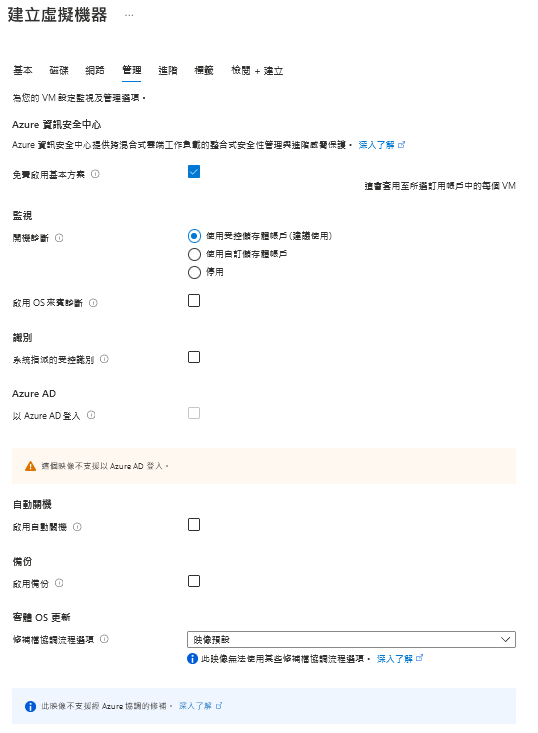 建立虛擬機器 ...
基本 磁碟 網路 管理 進階 標籤 檢閱 + 建立
為您的 VM 設定監視及管理選項。
Azure 資訊安全中心
Azure 資訊安全中心提供跨混合式雲端工作負載的整合式安全性管理與進階威脅保護。 深入了解
免費啟用基本方案
這會套用至所選訂用帳戶中的每個 VM
監視
開機診斷
使用受控儲存體帳戶 (建議使用)
使用自訂儲存體帳戶
停用
啟用 OS 來賓診斷
識別
系統指派的受控識別
Azure AD
以 Azure AD 登入
這個映像不支援以 Azure AD 登入。
自動關機
啟用自動關機
備份
啟用備份
客體 OS 更新
修補檔協調流程選項
映像預設
此映像無法使用某些修補檔協調流程選項。 深入了解
此映像不支援經 Azure 協調的修補。 深入了解